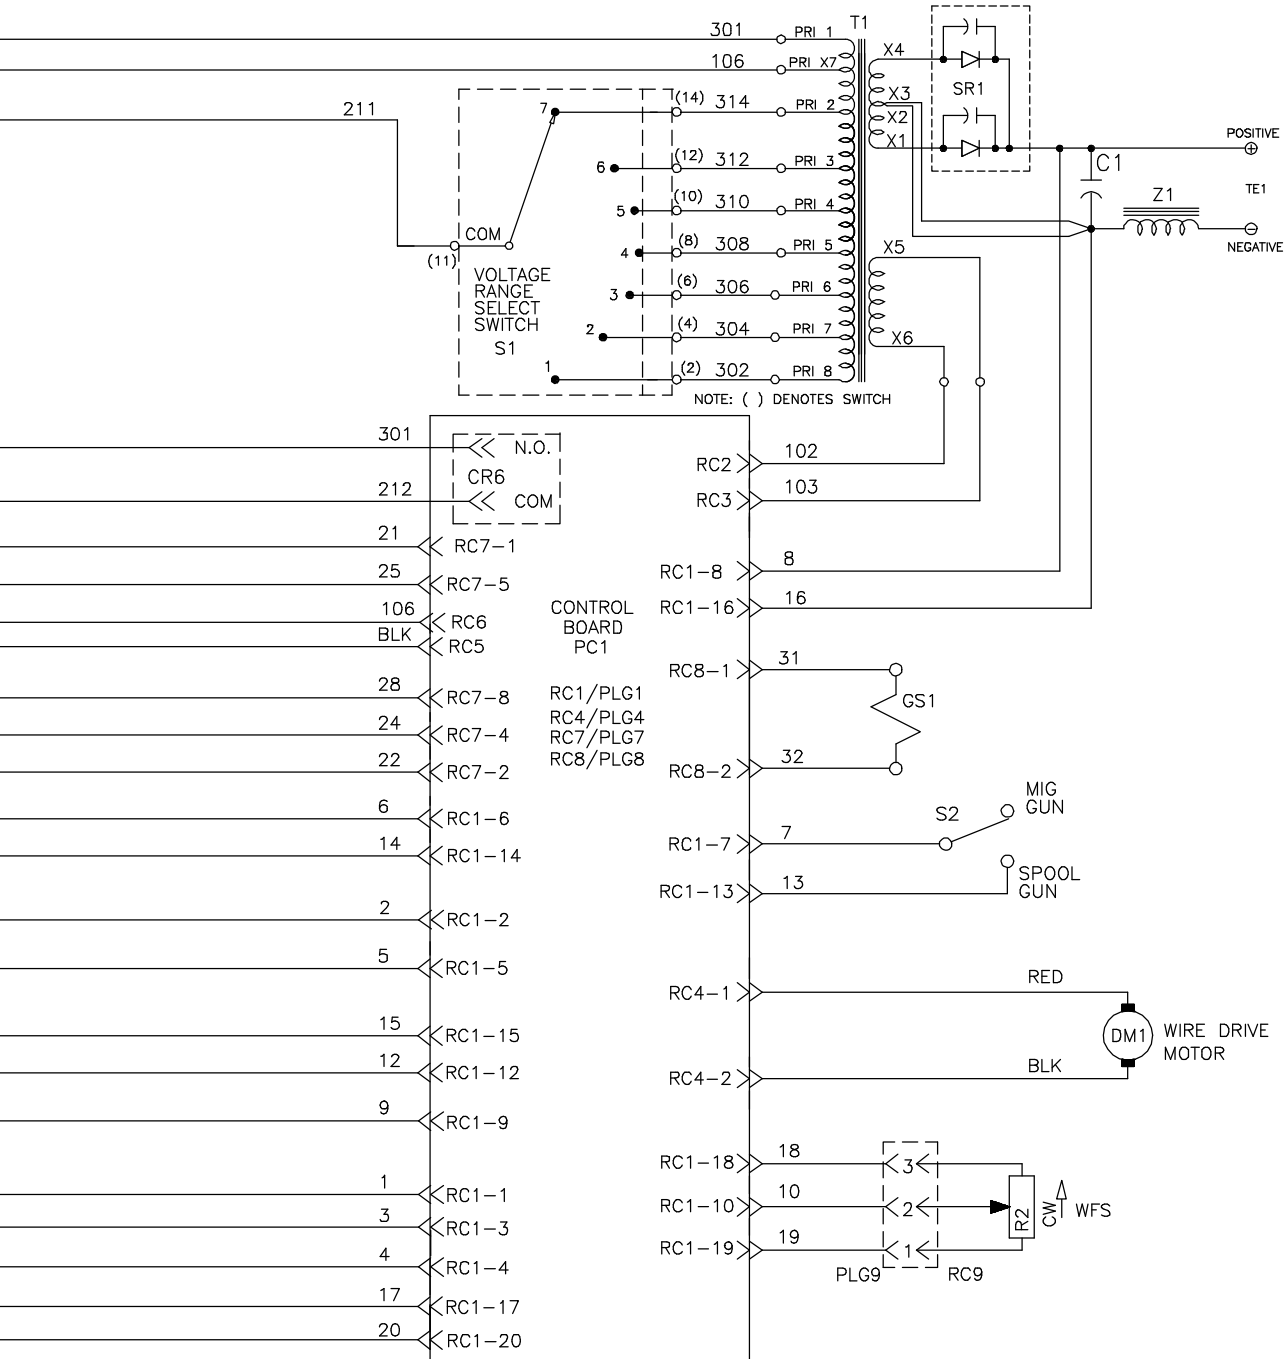 301
PRI 1
T1
106
PRI X7
211
(14)
314
PRI 2
7
(12)
312
PRI 3
6
(10)
310
PRI 4
5
(8)
308
PRI 5
4
(6)
306
PRI 6
3
(4)
304
PRI 7
2
(2)
302
PRI 8
1
COM
(11)
VOLTAGE
RANGE
SELECT
SWITCH
S1
NOTE: ( ) DENOTES SWITCH
X4
X3
X2
X1
SR1
X5
X6
C1
Z1
POSITIVE
TE1
NEGATIVE
301
N.O.
CR6
212
COM
21
RC7-1
25
RC7-5
106
RC6
BLK
RC5
28
RC7-8
24
RC7-4
22
RC7-2
6
RC1-6
14
RC1-14
2
RC1-2
5
RC1-5
15
RC1-15
12
RC1-12
9
RC1-9
1
RC1-1
3
RC1-3
4
RC1-4
17
RC1-17
20
RC1-20
CONTROL
BOARD
PC1
RC1/PLG1
RC4/PLG4
RC7/PLG7
RC8/PLG8
RC2
102
RC3
103
RC1-8
8
RC1-16
16
RC8-1
31
GS1
RC8-2
32
RC1-7
7
S2
MIG
GUN
RC1-13
13
SPOOL
GUN
RC4-1
RED
DM1
WIRE DRIVE
MOTOR
RC4-2
BLK
RC1-18
18
3
RC1-10
10
2
R2
CW
WFS
RC1-19
19
1
PLG9
RC9